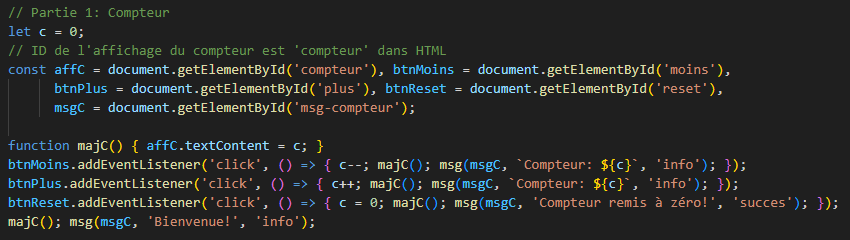 // Partie 1: Compteur
let c = 0;
// ID de l'affichage du compteur est 'compteur' dans HTML
const affC = document.getElementById('compteur'), btnMoins = document.getElementById('moins'),
      btnPlus = document.getElementById('plus'), btnReset = document.getElementById('reset'),
      msgC = document.getElementById('msg-compteur');

function majC() { affC.textContent = c; }
btnMoins.addEventListener('click', () => { c--; majC(); msg(msgC, `Compteur: ${c}`, 'info'); });
btnPlus.addEventListener('click', () => { c++; majC(); msg(msgC, `Compteur: ${c}`, 'info'); });
btnReset.addEventListener('click', () => { c = 0; majC(); msg(msgC, 'Compteur remis à zéro!', 'succes'); });
majC(); msg(msgC, 'Bienvenue!', 'info');